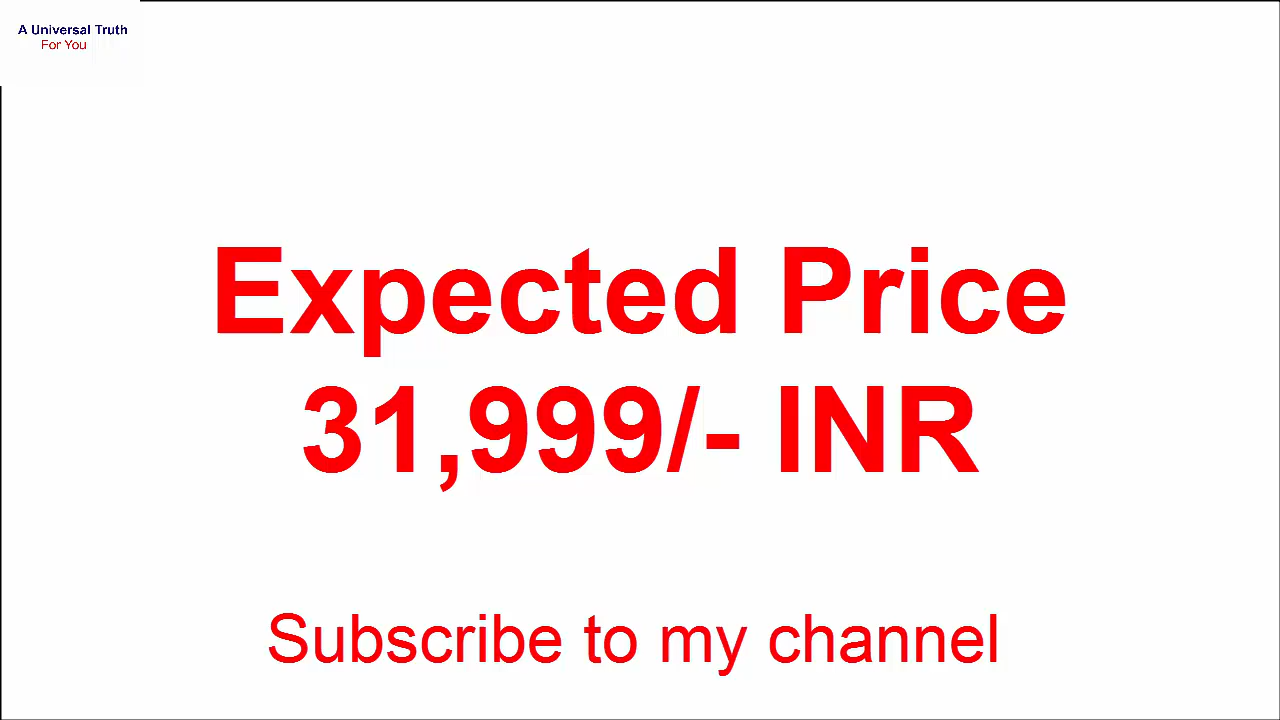 A Universal Truth
For You
Expected Price
31,999/- INR
Subscribe to my channel